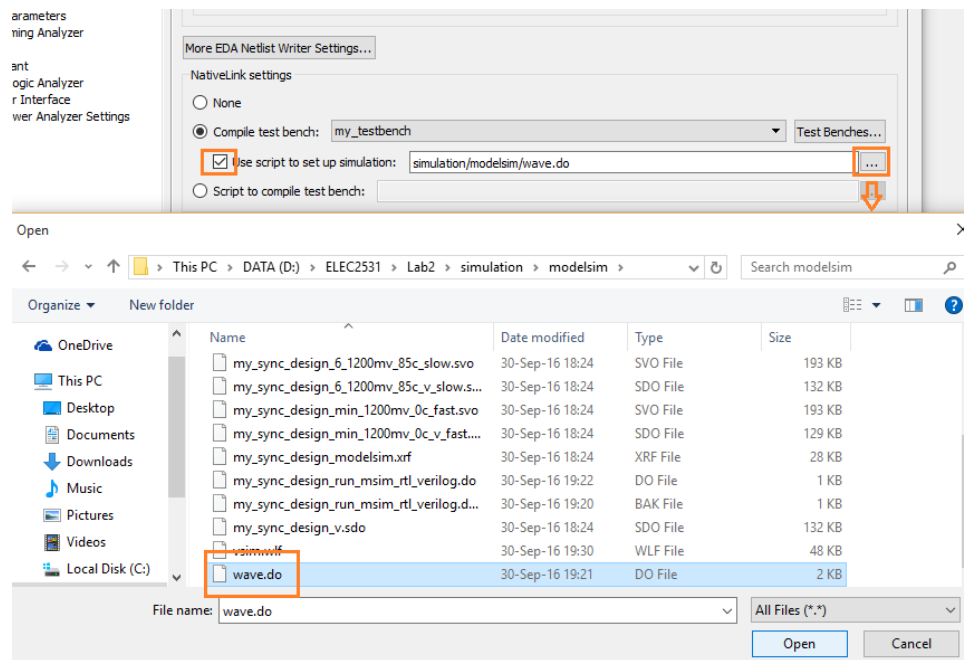 arameters
ning Analyzer
ant
ogic Analyzer
r Interface
wer Analyzer Settings
More EDA Netlist Writer Settings...
NativeLink settings
None
Compile test bench: my_testbench Test Benches...
Use script to set up simulation: simulation/modelsim/wave.do ...
Script to compile test bench:
Open
This PC > DATA (D:) > ELEC2531 > Lab2 > simulation > modelsim > Search modelsim
Organize New folder
Name Date modified Type Size
OneDrive
This PC
Desktop
Documents
Downloads
Music
Pictures
Videos
Local Disk (C:)
my_sync_design_6_1200mv_85c_slow.svo 30-Sep-16 18:24 SVO File 193 KB
my_sync_design_6_1200mv_85c_v_slow.s... 30-Sep-16 18:24 SDO File 132 KB
my_sync_design_min_1200mv_0c_fast.svo 30-Sep-16 18:24 SVO File 193 KB
my_sync_design_min_1200mv_0c_v_fast.... 30-Sep-16 18:24 SDO File 129 KB
my_sync_design_modelsim.xrf 30-Sep-16 18:24 XRF File 28 KB
my_sync_design_run_msim_rtl_verilog.do 30-Sep-16 19:22 DO File 1 KB
my_sync_design_run_msim_rtl_verilog.d... 30-Sep-16 19:20 BAK File 1 KB
my_sync_design_v.sdo 30-Sep-16 18:24 SDO File 132 KB
vsim.wlf 30-Sep-16 19:30 WLF File 48 KB
wave.do 30-Sep-16 19:21 DO File 2 KB
File name: wave.do All Files (*.*)
Open Cancel